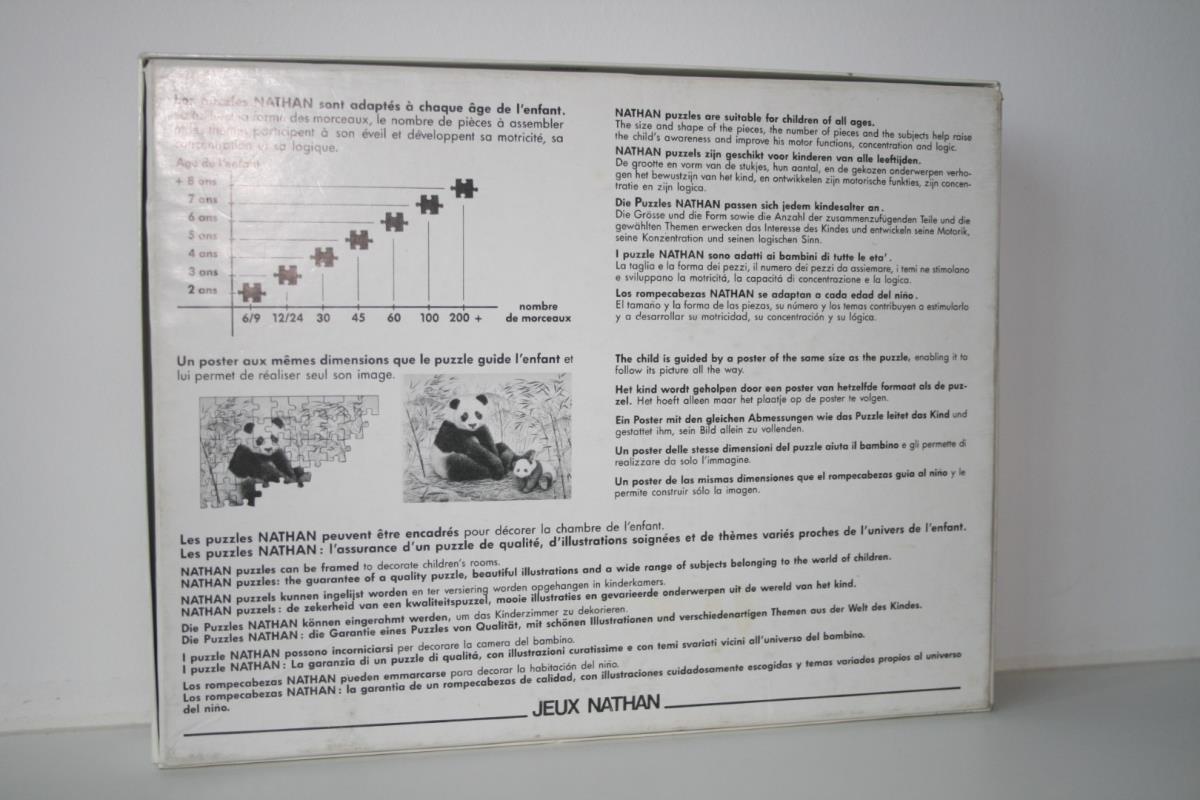 Les puzzles NATHAN sont adaptés à chaque âge de l'enfant.
la forme des morceaux, le nombre de pièces à assembler
participent à son éveil et développent sa motricité, sa
concentration et sa logique.
Age de l'enfant
+ 8 ans
7 ans
6 ans
5 ans
4 ans
3 ans
2 ans
6/9 12/24 30 45 60 100 200 +
nombre
de morceaux
Un poster aux mêmes dimensions que le puzzle guide l'enfant et
lui permet de réaliser seul son image.
NATHAN puzzles are suitable for children of all ages.
The size and shape of the pieces, the number of pieces and the subjects help raise
the child's awareness and improve his motor functions, concentration and logic.
NATHAN puzzels zijn geschikt voor kinderen van alle leeftijden.
De grootte en vorm van de stukjes, hun aantal, en de gekozen onderwerpen verho-
gen het bewustzijn van het kind, en ontwikkelen zijn motorische funkties, zijn concen-
tratie en zijn logica.
Die Puzzles NATHAN passen sich jedem kindesalter an.
Die Grösse und die Form sowie die Anzahl der zusammenzufügenden Teile und die
gewählten Themen erwecken das Interesse des Kindes und entwickeln seine Motorik,
seine Konzentration und seinen logischen Sinn.
I puzzle NATHAN sono adatti ai bambini di tutte le eta'.
La taglia e la forma dei pezzi, il numero dei pezzi da assiemare, i temi ne stimolano
e sviluppano la motricitá, la capacitá di concentrazione e la logica.
Los rompecabezas NATHAN se adaptan a cada edad del niño.
El tamaño y la forma de las piezas, su número y los temas contribuyen a estimularlo
y a desarrollar su motricidad, su concentración y su lógica.
The child is guided by a poster of the same size as the puzzle, enabling it to
follow its picture all the way.
Het kind wordt geholpen door een poster van hetzelfde formaat als de puz-
zel. Het hoeft alleen maar het plaatje op de poster te volgen.
Ein Poster mit den gleichen Abmessungen wie das Puzzle leitet das Kind und
gestattet ihm, sein Bild allein zu vollenden.
Un poster delle stesse dimensioni del puzzle aiuta il bambino e gli permette di
realizzare da solo l'immagine.
Un poster de las mismas dimensiones que el rompecabezas guia al niño y le
permite construir sólo la imagen.
Les puzzles NATHAN peuvent être encadrés pour décorer la chambre de l'enfant.
Les puzzles NATHAN : l'assurance d'un puzzle de qualité, d'illustrations soignées et de thèmes variés proches de l'univers de l'enfant.
NATHAN puzzles can be framed to decorate children's rooms.
NATHAN puzzles: the guarantee of a quality puzzle, beautiful illustrations and a wide range of subjects belonging to the world of children.
NATHAN puzzels kunnen ingelijst worden en ter versiering worden opgehangen in kinderkamers.
NATHAN puzzels : de zekerheid van een kwaliteitspuzzel, mooie illustraties en gevarieerde onderwerpen uit de wereld van het kind.
Die Puzzles NATHAN können eingerahmt werden, um das Kinderzimmer zu dekorieren.
Die Puzzles NATHAN : die Garantie eines Puzzles von Qualität, mit schönen Illustrationen und verschiedenartigen Themen aus der Welt des Kindes.
I puzzle NATHAN possono incorniciarsi per decorare la camera del bambino.
I puzzle NATHAN : La garanzia di un puzzle di qualitá, con illustrazioni curatissime e con temi svariati vicini all'universo del bambino.
Los rompecabezas NATHAN pueden emmarcarse para decorar la habitación del niño.
Los rompecabezas NATHAN : la garantia de un rompecabezas de calidad, con illustraciones cuidadosamente escogidas y temas variados propios al universo
del niño.
JEUX NATHAN